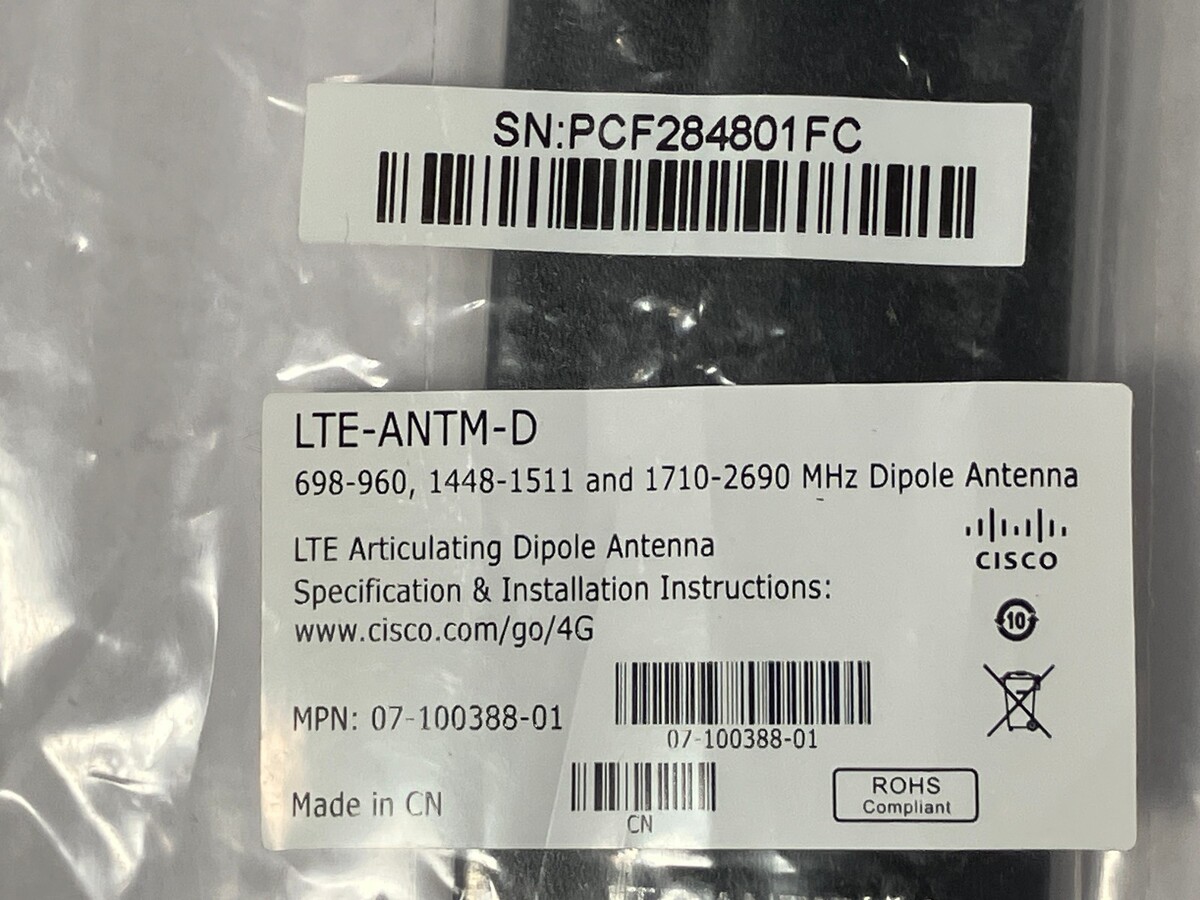 SN:PCF284801FC
LTE-ANTM-D
698-960, 1448-1511 and 1710-2690 MHz Dipole Antenna
LTE Articulating Dipole Antenna
Specification & Installation Instructions:
www.cisco.com/go/4G
CISCO
10
MPN: 07-100388-01
07-100388-01
Made in CN
CN
ROHS
Compliant